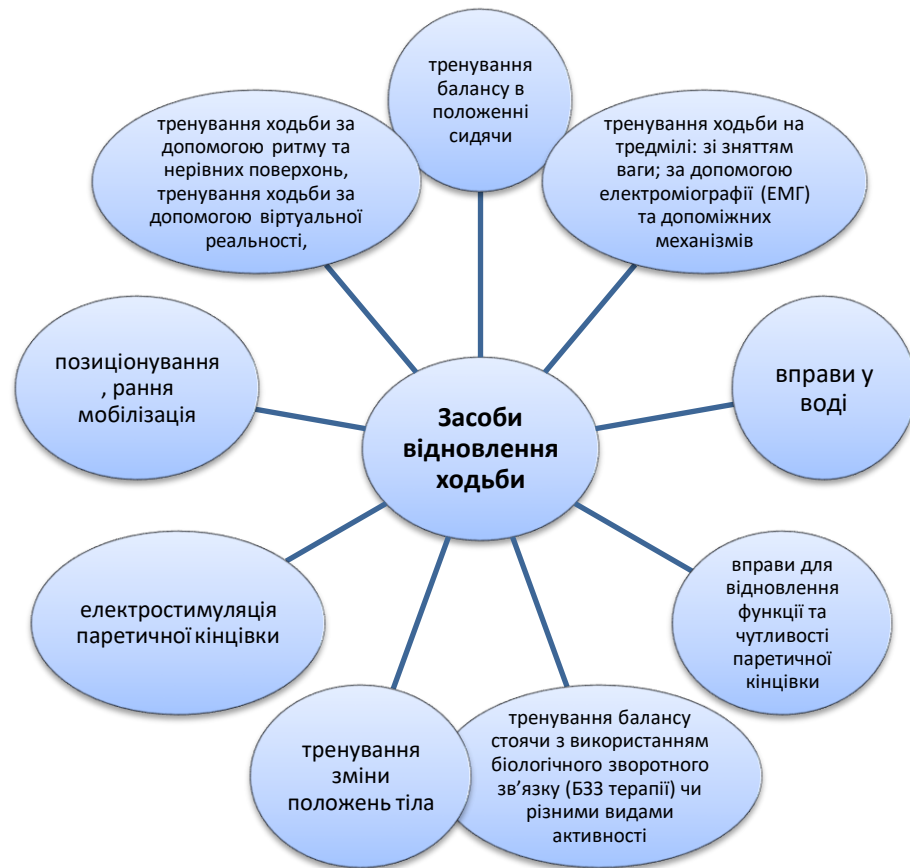 тренування
балансу в
положенні
сидячи
тренування ходьби на
тредмілі: зі зняттям
ваги; за допомогою
електроміографії (ЕМГ)
та допоміжних
механізмів
вправи у
воді
вправи для
відновлення
функції та
чутливості
паретичної
кінцівки
тренування балансу
стоячи з використанням
біологічного зворотного
зв’язку (БЗЗ терапії) чи
різними видами
активності
тренування
зміни
положень тіла
електростимуляція
паретичної кінцівки
позиціонування
, рання
мобілізація
тренування ходьби за
допомогою ритму та
нерівних поверхонь,
тренування ходьби за
допомогою віртуальної
реальності,
Засоби
відновлення
ходьби